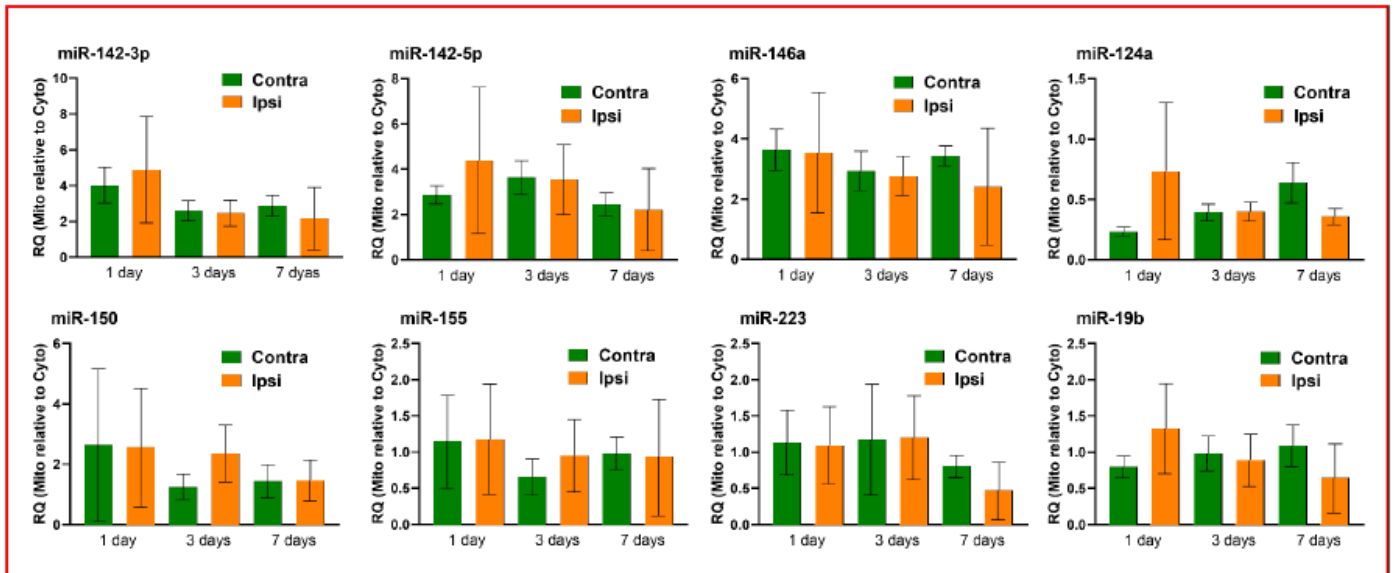 miR-142-3p
RQ (Mito relative to Cyto)
10
8
6
4
2
0
Contra
Ipsi
1 day 3 days 7 dyas
miR-142-5p
RQ (Mito relative to Cyto)
8
6
4
2
0
Contra
Ipsi
1 day 3 days 7 days
miR-146a
RQ (Mito relative to Cyto)
6
4
2
0
Contra
Ipsi
1 day 3 days 7 days
miR-124a
RQ (Mito relative to Cyto)
1.5
1.0
0.5
0.0
Contra
Ipsi
1 day 3 days 7 days
miR-150
RQ (Mito relative to Cyto)
6
4
2
0
Contra
Ipsi
1 day 3 days 7 days
miR-155
RQ (Mito relative to Cyto)
2.5
2.0
1.5
1.0
0.5
0.0
Contra
Ipsi
1 day 3 days 7 days
miR-223
RQ (Mito relative to Cyto)
2.5
2.0
1.5
1.0
0.5
0.0
Contra
Ipsi
1 day 3 days 7 days
miR-19b
RQ (Mito relative to Cyto)
2.5
2.0
1.5
1.0
0.5
0.0
Contra
Ipsi
1 day 3 days 7 days